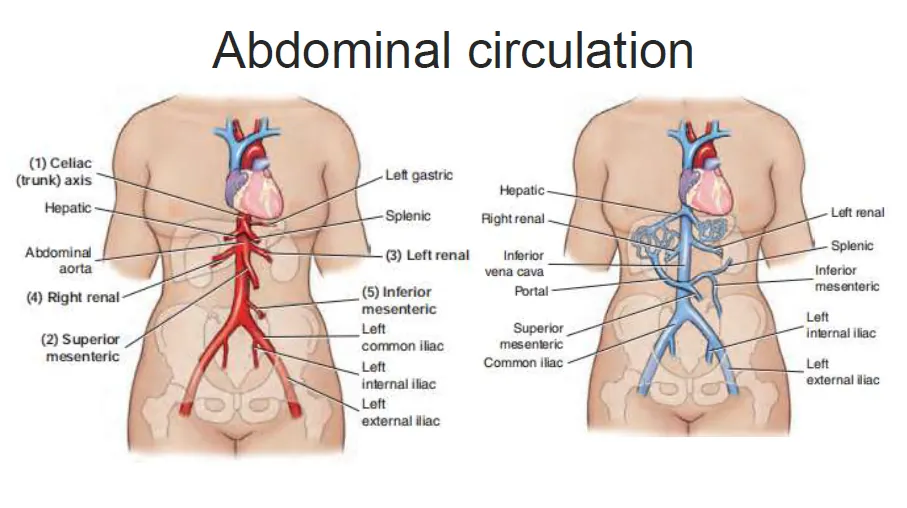 Abdominal circulation
(1) Celiac
(trunk) axis
Hepatic
Abdominal
aorta
(4) Right renal
(2) Superior
mesenteric
Left gastric
Splenic
(3) Left renal
(5) Inferior
mesenteric
Left
common iliac
Left
internal iliac
Left
external iliac
Hepatic
Right renal
Inferior
vena cava
Portal
Superior
mesenteric
Common iliac
Left renal
Splenic
Inferior
mesenteric
Left
internal iliac
Left
external iliac